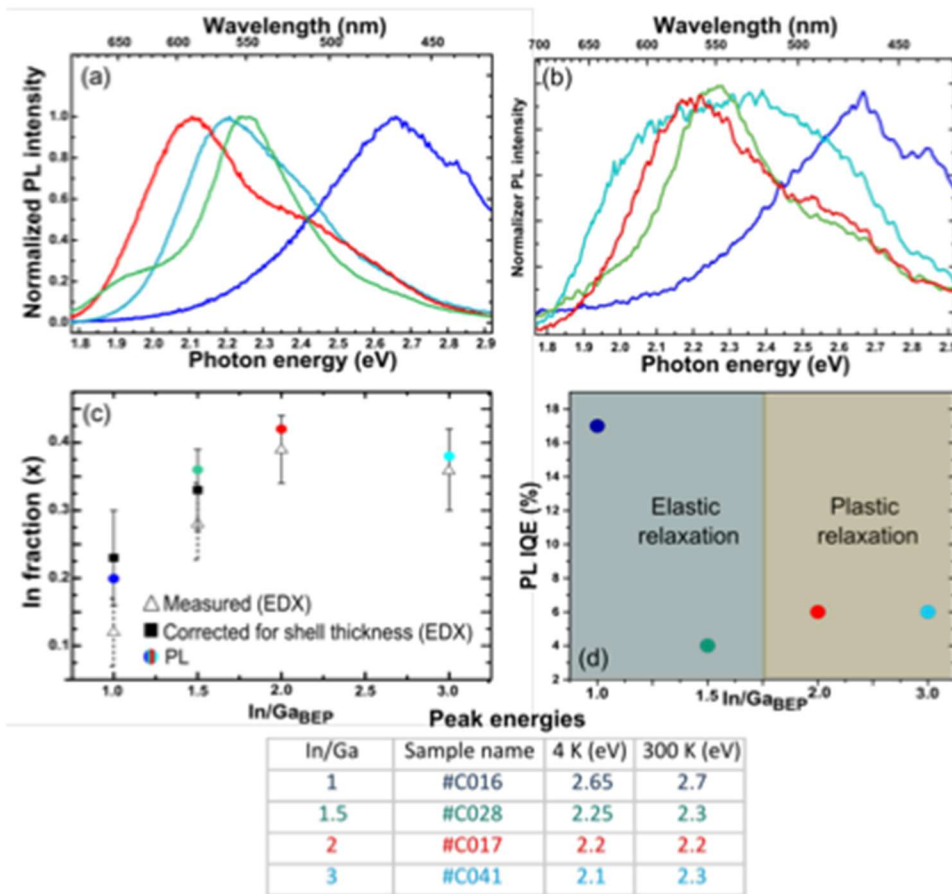 Wavelength (nm)
650 600 550 500 450
(a)
Normalized PL intensity
1.0
0.8
0.6
0.4
0.2
0.0
1.8 1.9 2.0 2.1 2.2 2.3 2.4 2.5 2.6 2.7 2.8 2.9
Photon energy (eV)
Wavelength (nm)
700 650 600 550 500 450
(b)
Normalizer PL intensity
1.8 1.9 2.0 2.1 2.2 2.3 2.4 2.5 2.6 2.7 2.8 2.9
Photon energy (eV)
(c)
In fraction (x)
0.4
0.3
0.2
0.1
Measured (EDX)
Corrected for shell thickness (EDX)
PL
1.0 1.5 2.0 2.5 3.0
In/GaBEP
PL IQE (%)
18
16
14
12
10
8
6
4
2
Elastic relaxation
Plastic relaxation
(d)
1.0 1.5 2.0 3.0
In/GaBEP
Peak energies
In/Ga Sample name 4 K (eV) 300 K (eV)
1 #C016 2.65 2.7
1.5 #C028 2.25 2.3
2 #C017 2.2 2.2
3 #C041 2.1 2.3